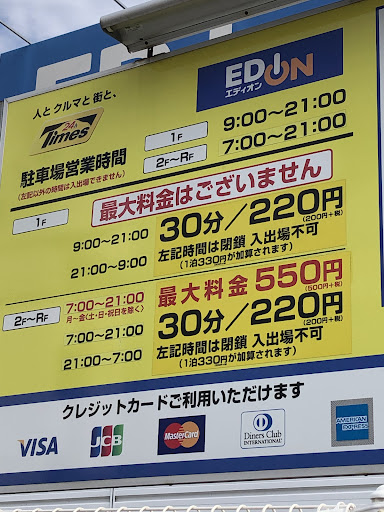 EDION
人とクルマと街と、
EDION
エディオン
24h
Times
駐車場営業時間
(左記以外の時間は入出場できません)
1F 9:00～21:00
2F～RF 7:00～21:00
最大料金はございません
1F
9:00～21:00 30分／220円
(200円+税)
21:00～9:00 左記時間は閉鎖 入出場不可
(1泊330円が加算されます)
2F～RF 7:00～21:00 最大料金 550円
月～金(土・日・祝日を除く) (500円+税)
7:00～21:00 30分／220円
(200円+税)
21:00～7:00 左記時間は閉鎖 入出場不可
(1泊330円が加算されます)
クレジットカードご利用いただけます
VISA JCB MasterCard Diners Club INTERNATIONAL AMERICAN EXPRESS